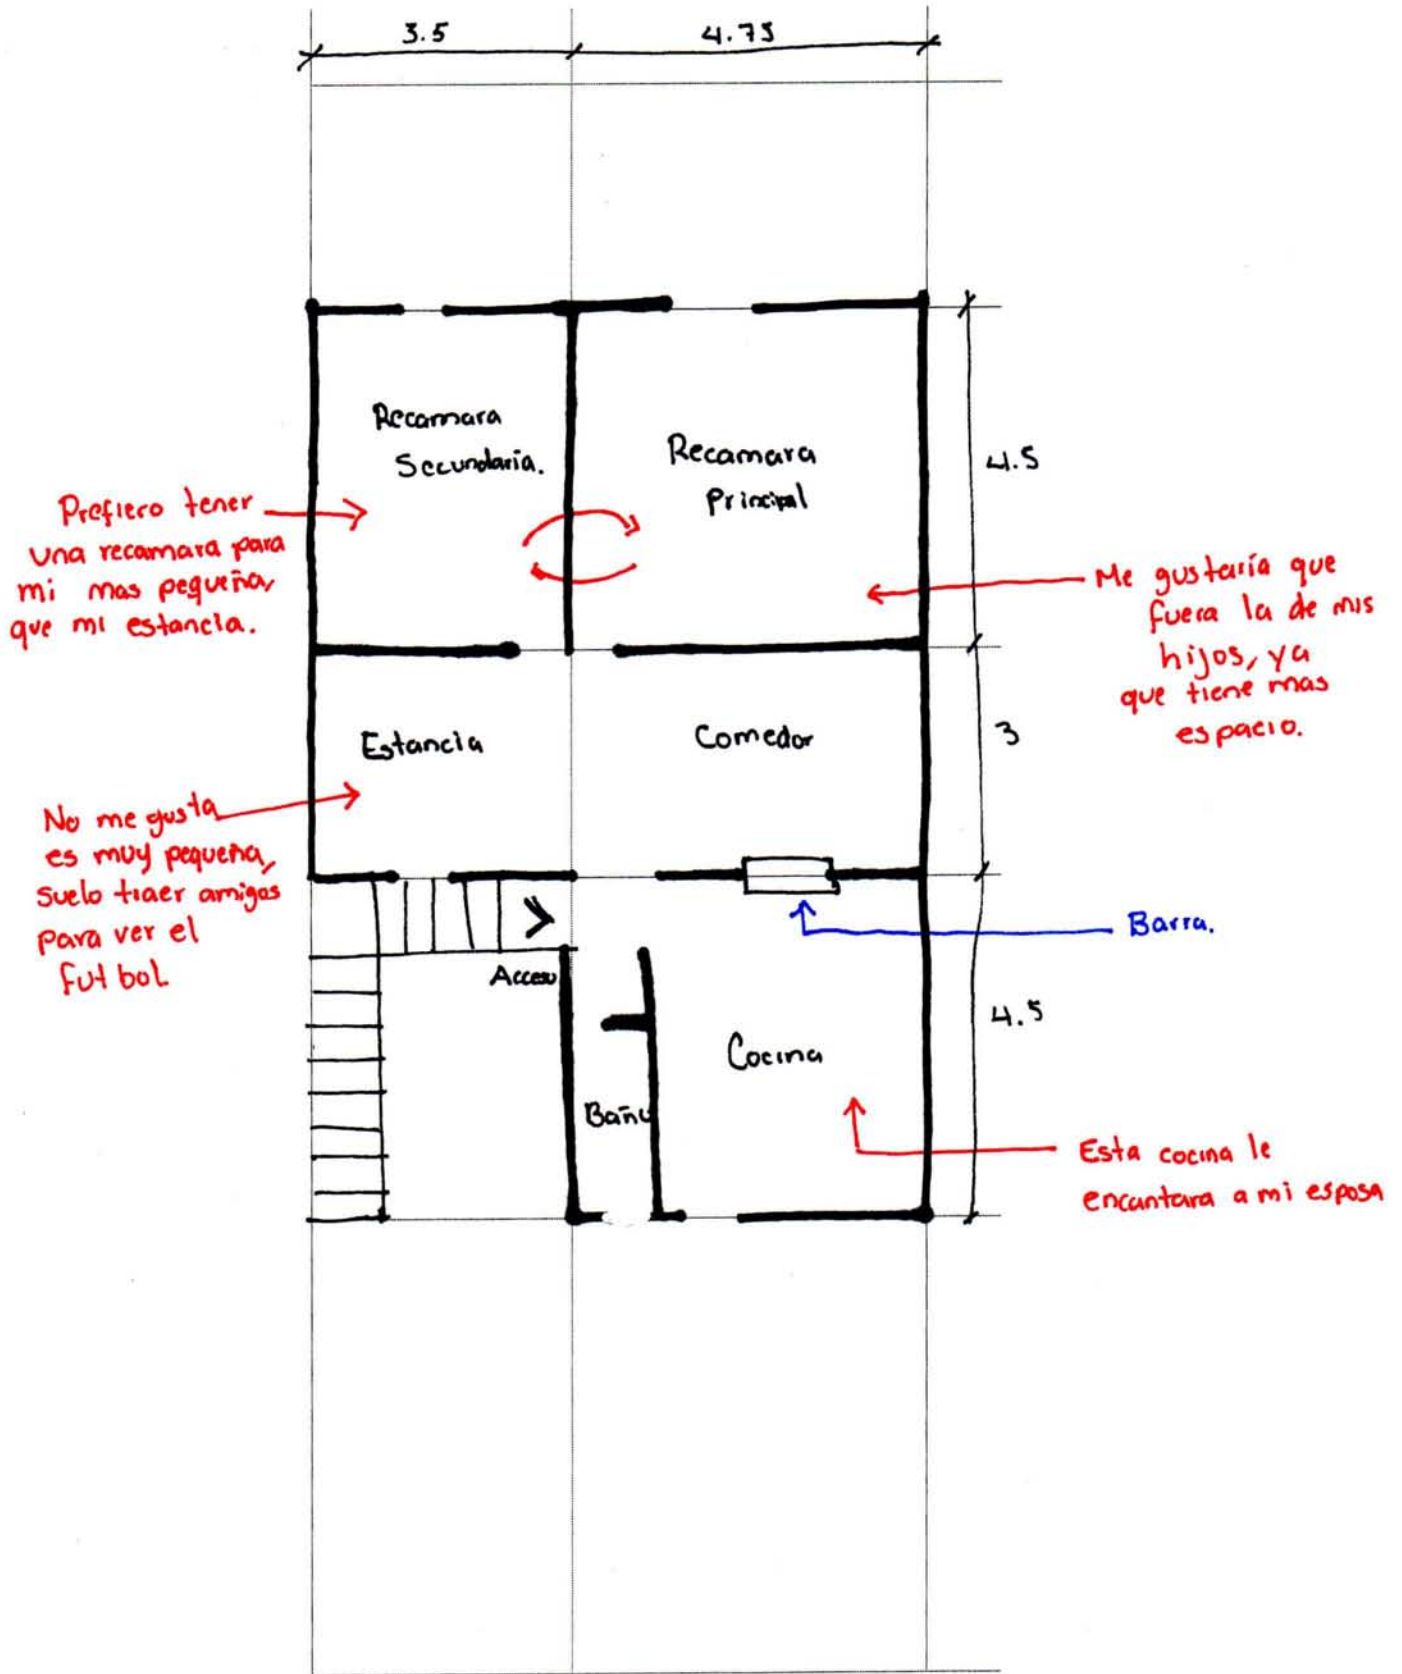 3.5
4.75
Recamara
Secundaria.
Recamara
Principal
4.5
Prefiero tener
una recamara para
mi mas pequeña,
que mi estancia.
Me gustaría que
fuera la de mis
hijos, ya
que tiene mas
espacio.
Estancia
Comedor
3
No me gusta
es muy pequeña,
suelo traer amigos
para ver el
futbol.
Barra.
Acceso
4.5
Cocina
Baño
Esta cocina le
encantara a mi esposa